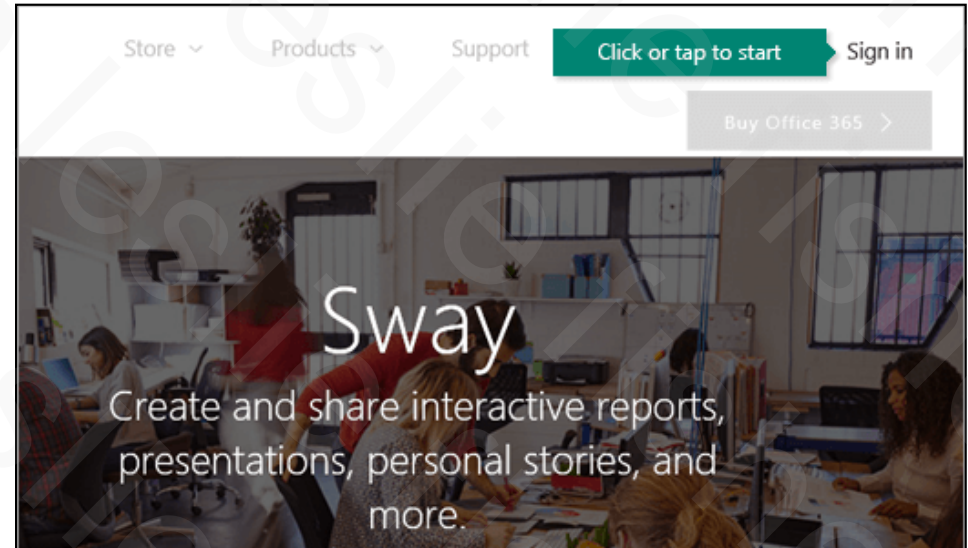 Store Products Support Click or tap to start Sign in
Buy Office 365
Sway
Create and share interactive reports,
presentations, personal stories, and
more.